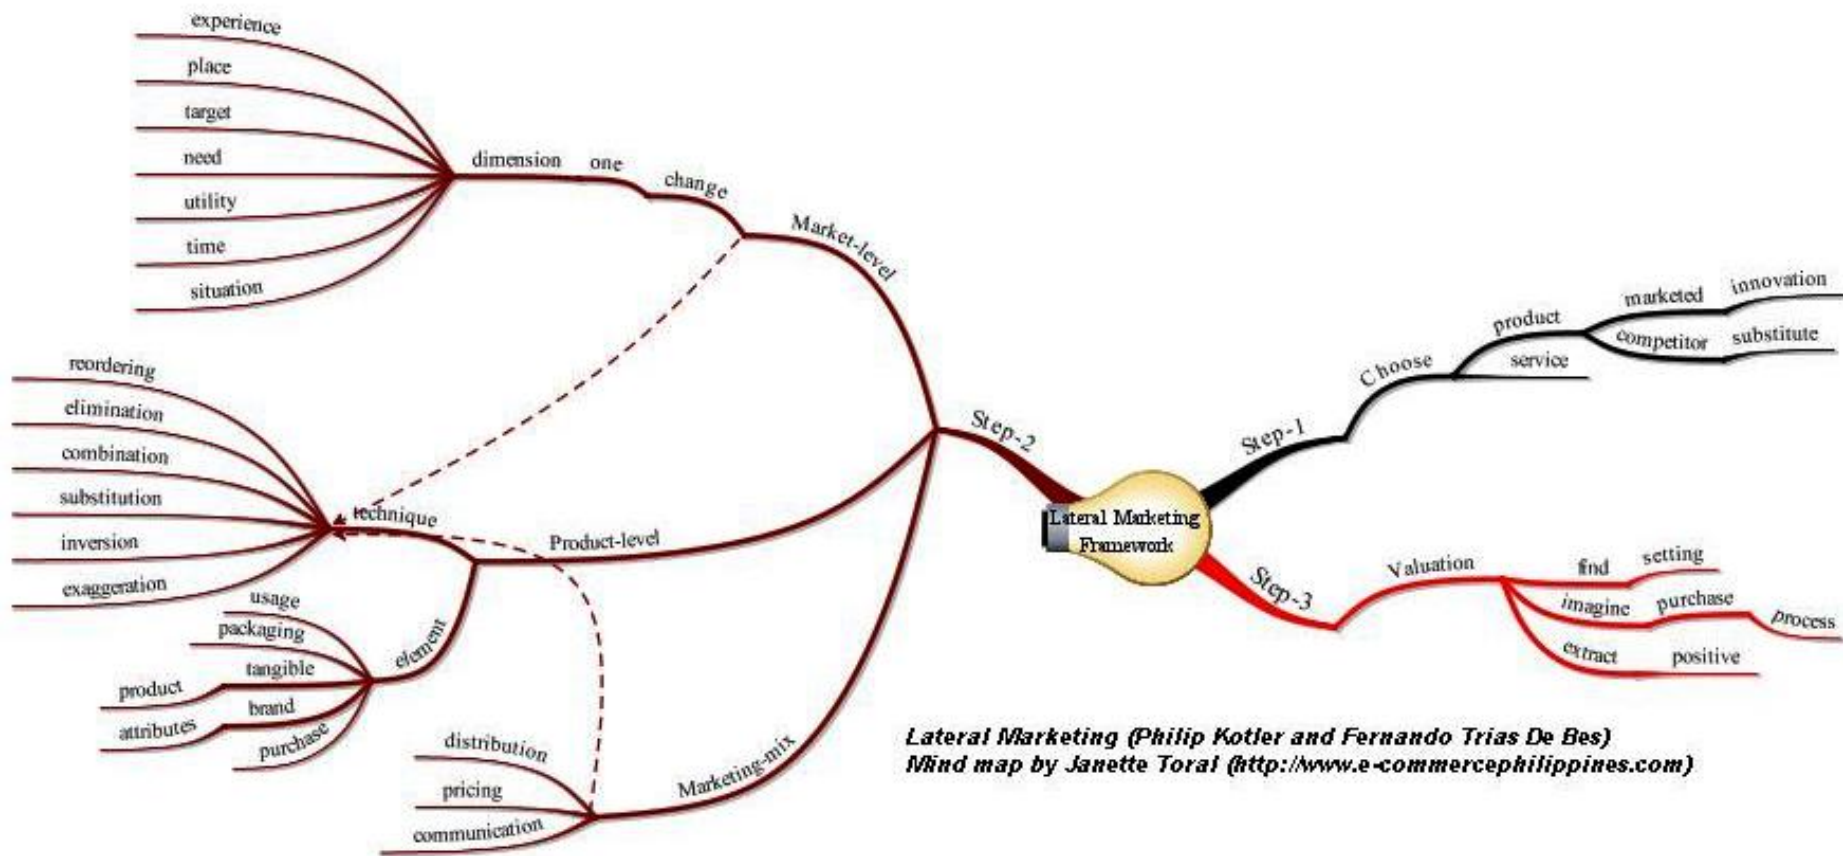 Lateral Marketing
Framework
Step-1
Choose
product
marketed
innovation
competitor
substitute
service
Step-2
Market-level
change
one
dimension
experience
place
target
need
utility
time
situation
Product-level
technique
reordering
elimination
combination
substitution
inversion
exaggeration
element
usage
packaging
tangible
product
brand
attributes
purchase
Marketing-mix
distribution
pricing
communication
Step-3
Valuation
find
setting
imagine
purchase
process
extract
positive
Lateral Marketing (Philip Kotler and Fernando Trias De Bes)
Mind map by Janette Toral (http://www.e-commercephilippines.com)